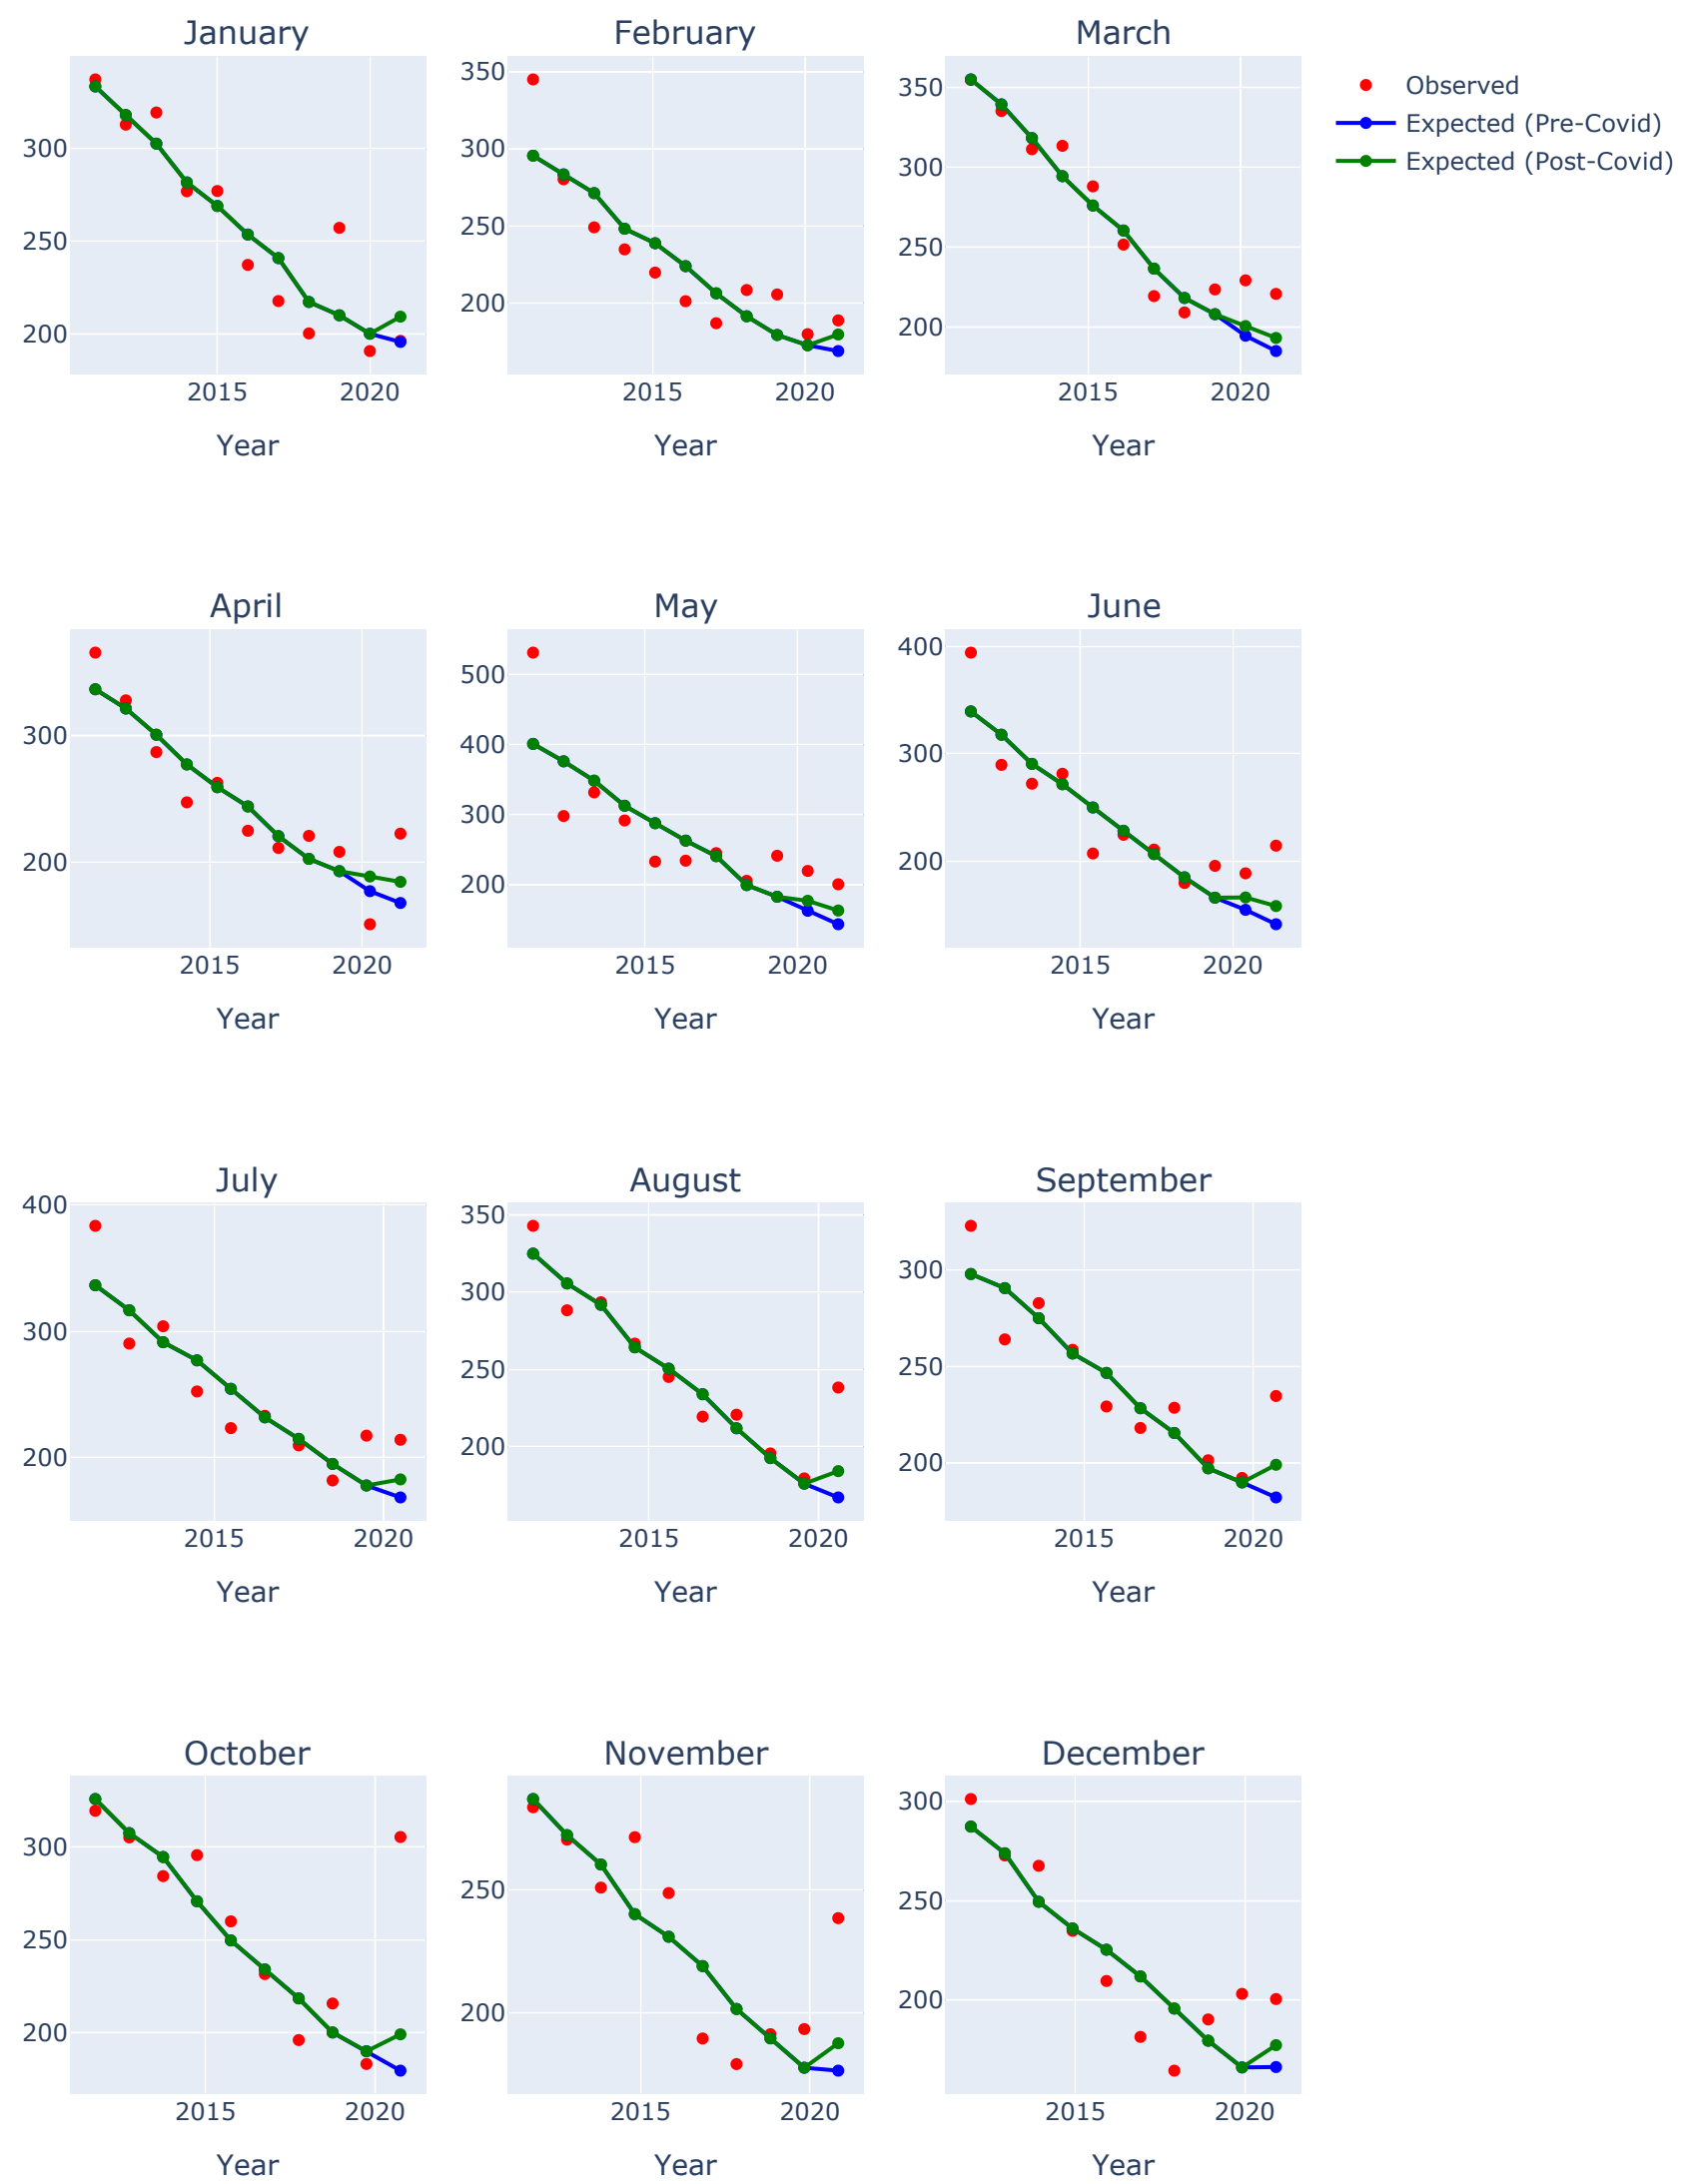 January February March
350 350 Observed
Expected (Pre-Covid)
300 300 300 Expected (Post-Covid)
250 250 250
200 200 200
2015 2020 2015 2020 2015 2020
Year Year Year
April May June
500 400
300 400 300
300
200 200 200
2015 2020 2015 2020 2015 2020
Year Year Year
July August September
400 350
300 300 300
250 250
200 200 200
2015 2020 2015 2020 2015 2020
Year Year Year
October November December
300 300
250 250 250
200 200 200
2015 2020 2015 2020 2015 2020
Year Year Year